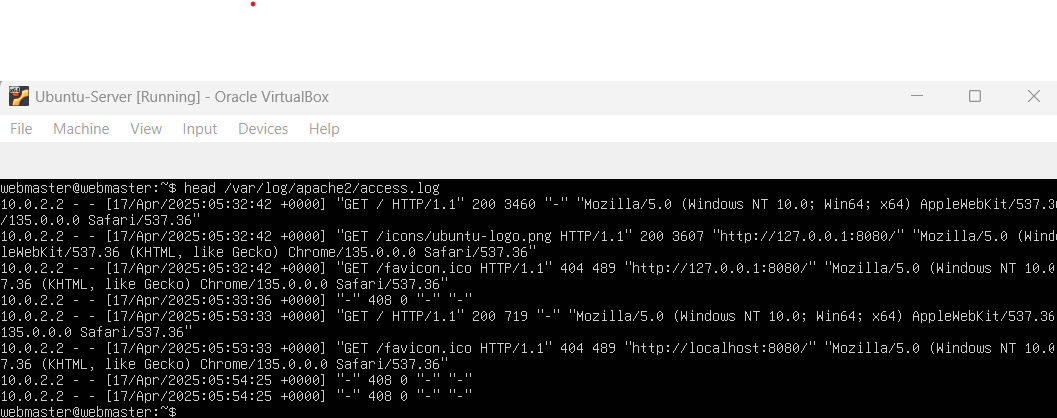 Ubuntu-Server [Running] - Oracle VirtualBox
File Machine View Input Devices Help
webmaster@webmaster:~$ head /var/log/apache2/access.log
10.0.2.2 - - [17/Apr/2025:05:32:42 +0000] "GET / HTTP/1.1" 200 3460 "-" "Mozilla/5.0 (Windows NT 10.0; Win64; x64) AppleWebKit/537.3
/135.0.0.0 Safari/537.36"
10.0.2.2 - - [17/Apr/2025:05:32:42 +0000] "GET /icons/ubuntu-logo.png HTTP/1.1" 200 3607 "http://127.0.0.1:8080/" "Mozilla/5.0 (Wind
leWebKit/537.36 (KHTML, like Gecko) Chrome/135.0.0.0 Safari/537.36"
10.0.2.2 - - [17/Apr/2025:05:32:42 +0000] "GET /favicon.ico HTTP/1.1" 404 489 "http://127.0.0.1:8080/" "Mozilla/5.0 (Windows NT 10.0
7.36 (KHTML, like Gecko) Chrome/135.0.0.0 Safari/537.36"
10.0.2.2 - - [17/Apr/2025:05:33:36 +0000] "-" 408 0 "-" "-"
10.0.2.2 - - [17/Apr/2025:05:53:33 +0000] "GET / HTTP/1.1" 200 719 "-" "Mozilla/5.0 (Windows NT 10.0; Win64; x64) AppleWebKit/537.36
135.0.0.0 Safari/537.36"
10.0.2.2 - - [17/Apr/2025:05:53:33 +0000] "GET /favicon.ico HTTP/1.1" 404 489 "http://localhost:8080/" "Mozilla/5.0 (Windows NT 10.0
7.36 (KHTML, like Gecko) Chrome/135.0.0.0 Safari/537.36"
10.0.2.2 - - [17/Apr/2025:05:54:25 +0000] "-" 408 0 "-" "-"
10.0.2.2 - - [17/Apr/2025:05:54:25 +0000] "-" 408 0 "-" "-"
webmaster@webmaster:~$